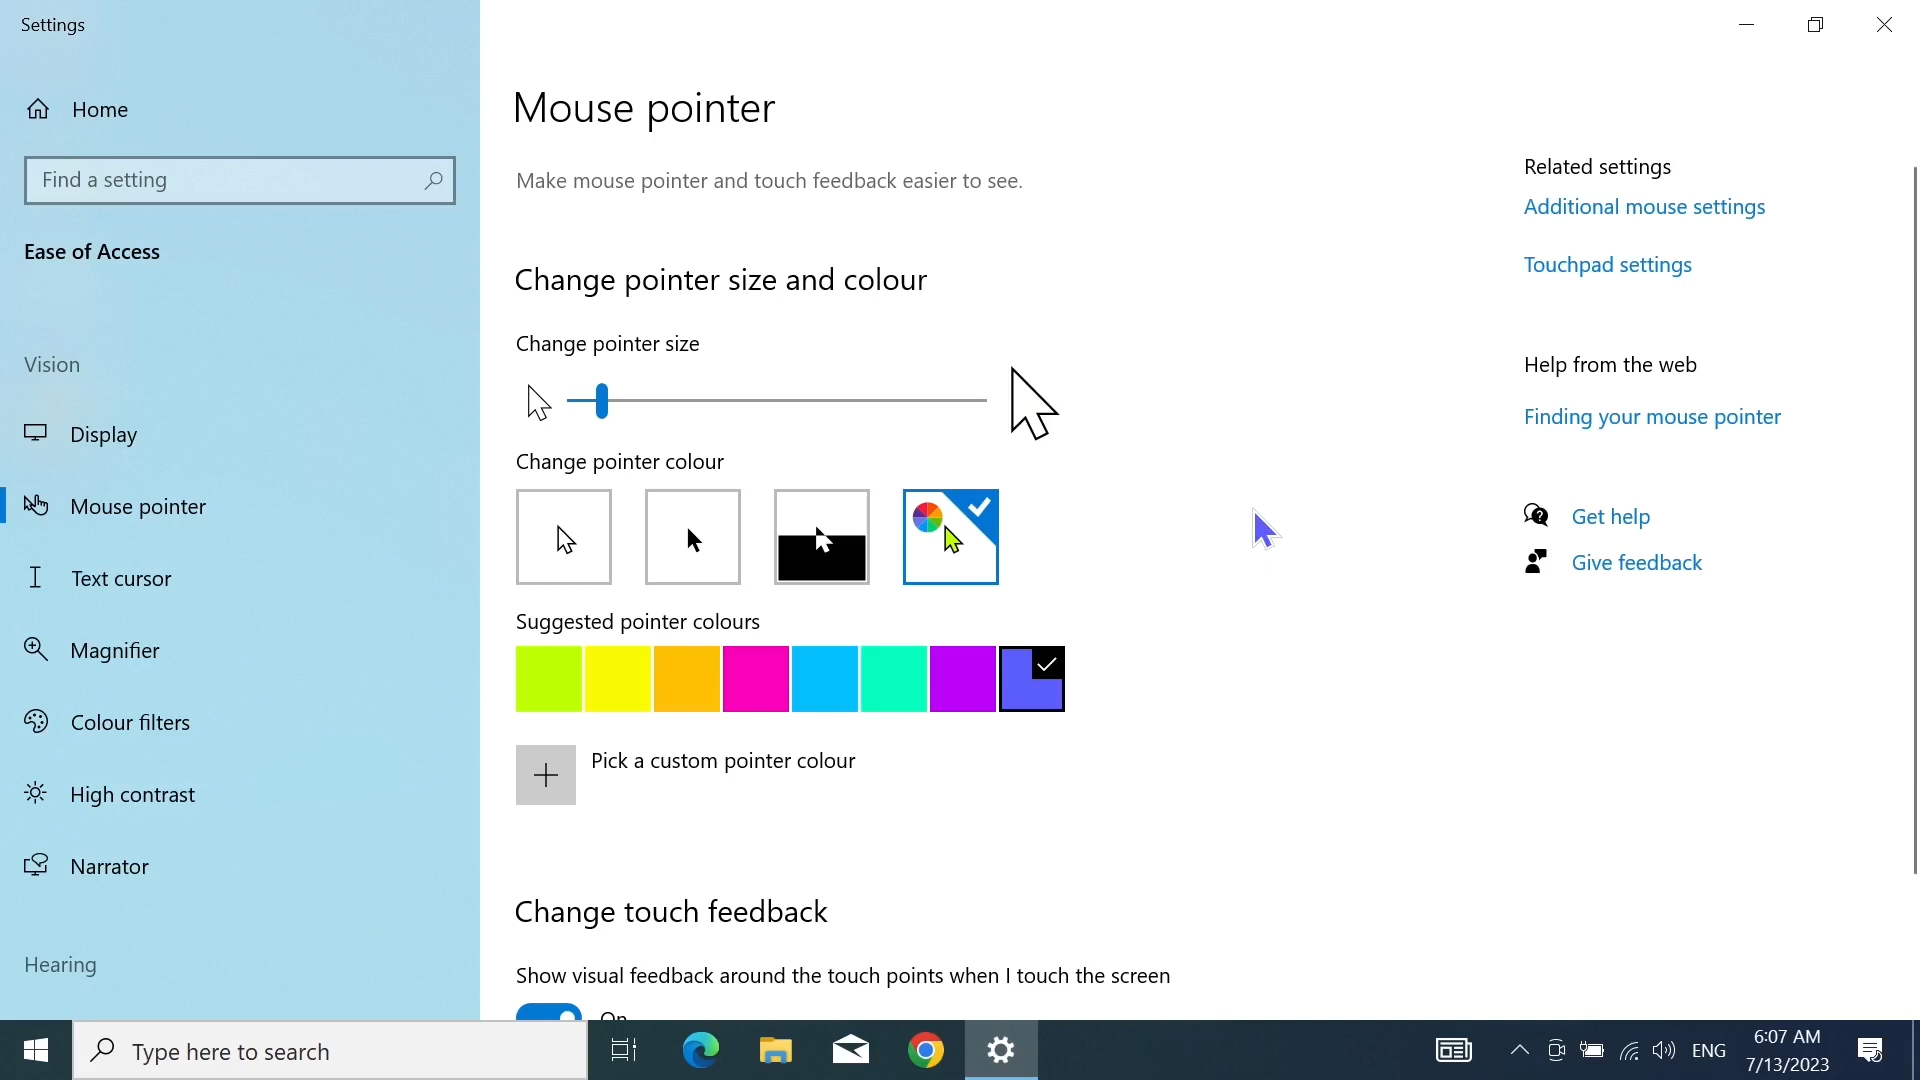 Settings
Home
Find a setting
Ease of Access
Vision
Display
Mouse pointer
Text cursor
Magnifier
Colour filters
High contrast
Narrator
Hearing
Mouse pointer
Make mouse pointer and touch feedback easier to see.
Change pointer size and colour
Change pointer size
Change pointer colour
Suggested pointer colours
Pick a custom pointer colour
Change touch feedback
Show visual feedback around the touch points when I touch the screen
On
Related settings
Additional mouse settings
Touchpad settings
Help from the web
Finding your mouse pointer
Get help
Give feedback
Type here to search
ENG
6:07 AM
7/13/2023